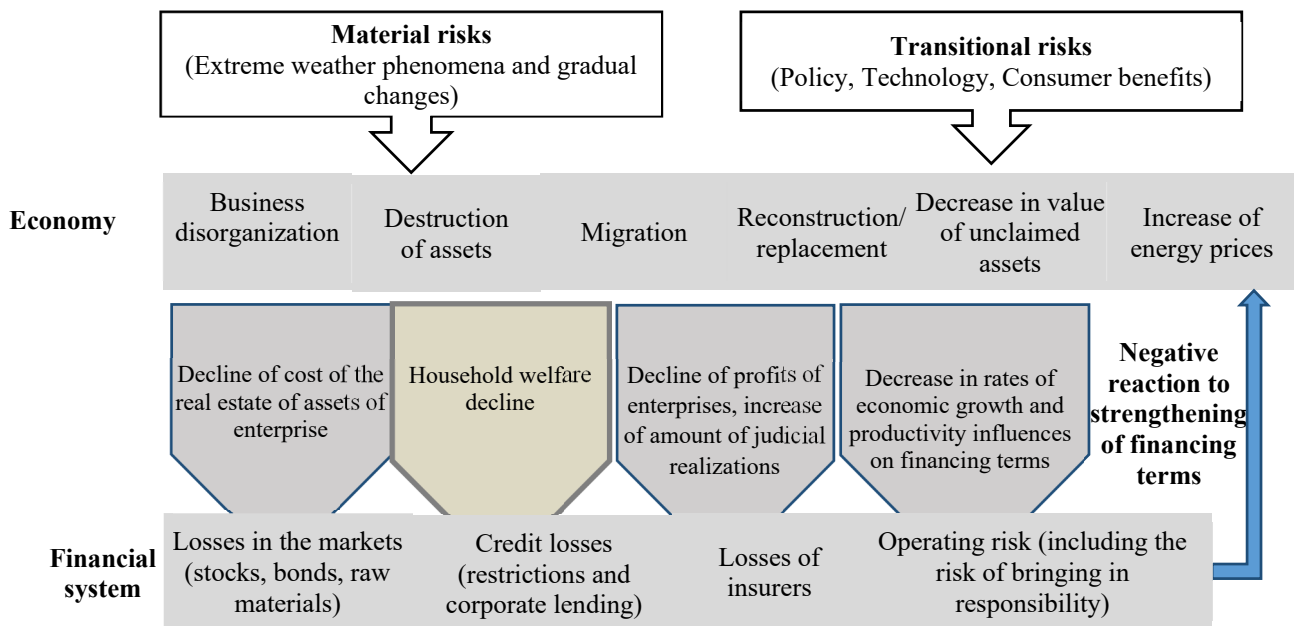 Material risks
(Extreme weather phenomena and gradual
changes)
Transitional risks
(Policy, Technology, Consumer benefits)
Economy
Business
disorganization
Destruction
of assets
Migration
Reconstruction/
replacement
Decrease in value
of unclaimed
assets
Increase of
energy prices
Decline of cost of the
real estate of assets of
enterprise
Household welfare
decline
Decline of profits of
enterprises, increase
of amount of judicial
realizations
Decrease in rates of
economic growth and
productivity influences
on financing terms
Negative
reaction to
strengthening
of financing
terms
Financial
system
Losses in the markets
(stocks, bonds, raw
materials)
Credit losses
(restrictions and
corporate lending)
Losses of
insurers
Operating risk (including the
risk of bringing in
responsibility)